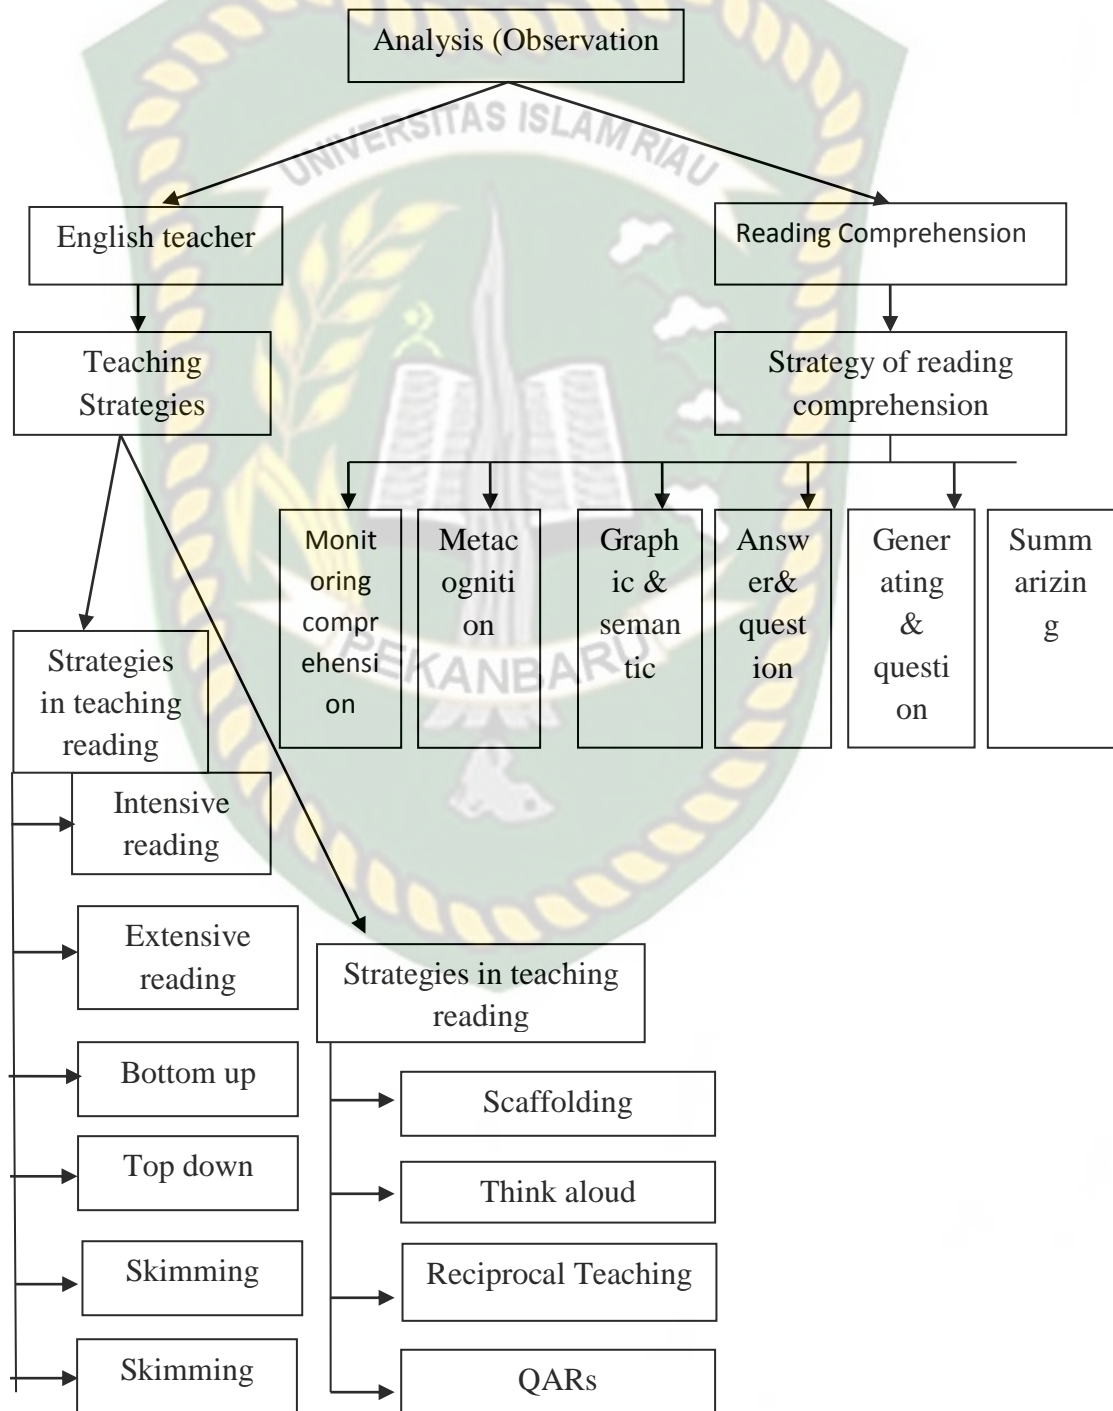 Analysis (Observation
UNIVERSITAS ISLAM RIAU
English teacher
Reading Comprehension
Teaching
Strategies
Strategy of reading
comprehension
Monit
oring
compr
ehensi
on
Metac
ogniti
on
Graph
ic &
seman
tic
Answ
er&
quest
ion
Gener
ating
&
questi
on
Summ
arizin
g
PEKANBARU
Strategies
in teaching
reading
Intensive
reading
Extensive
reading
Bottom up
Top down
Skimming
Skimming
Strategies in teaching
reading
Scaffolding
Think aloud
Reciprocal Teaching
QARs